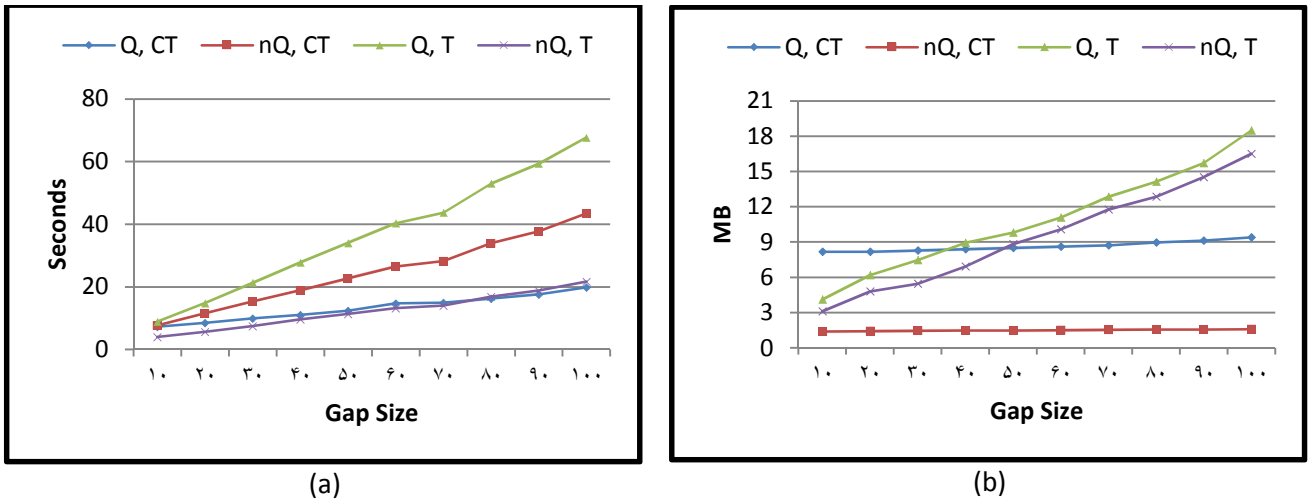 Q, CT nQ, CT Q, T nQ, T
80
60
40
20
0
Seconds
۱۰ ۲۰ ۳۰ ۴۰ ۵۰ ۶۰ ۷۰ ۸۰ ۹۰ ۱۰۰
Gap Size
(a)
Q, CT nQ, CT Q, T nQ, T
21
18
15
12
9
6
3
0
MB
۱۰ ۲۰ ۳۰ ۴۰ ۵۰ ۶۰ ۷۰ ۸۰ ۹۰ ۱۰۰
Gap Size
(b)